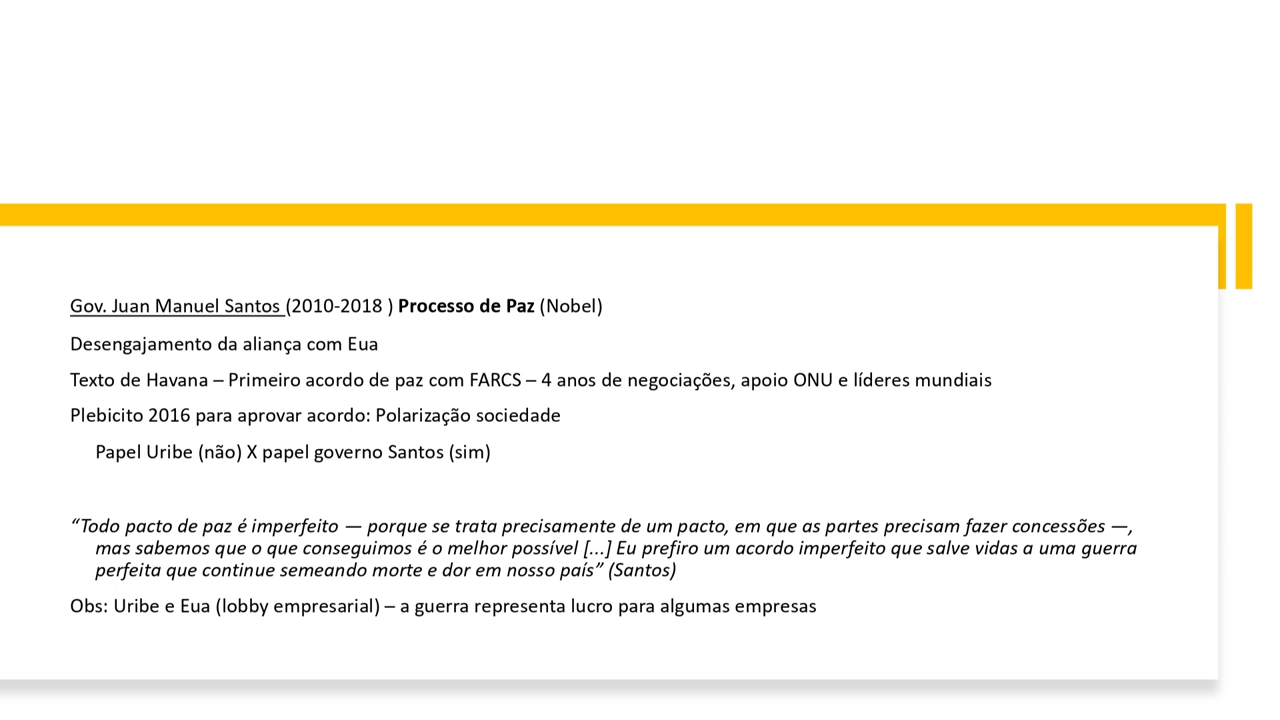 Gov. Juan Manuel Santos (2010-2018 ) Processo de Paz (Nobel)
Desengajamento da aliança com Eua
Texto de Havana – Primeiro acordo de paz com FARCS – 4 anos de negociações, apoio ONU e líderes mundiais
Plebicito 2016 para aprovar acordo: Polarização sociedade
Papel Uribe (não) X papel governo Santos (sim)
“Todo pacto de paz é imperfeito — porque se trata precisamente de um pacto, em que as partes precisam fazer concessões —,
mas sabemos que o que conseguimos é o melhor possível [...] Eu prefiro um acordo imperfeito que salve vidas a uma guerra
perfeita que continue semeando morte e dor em nosso país” (Santos)
Obs: Uribe e Eua (lobby empresarial) – a guerra representa lucro para algumas empresas